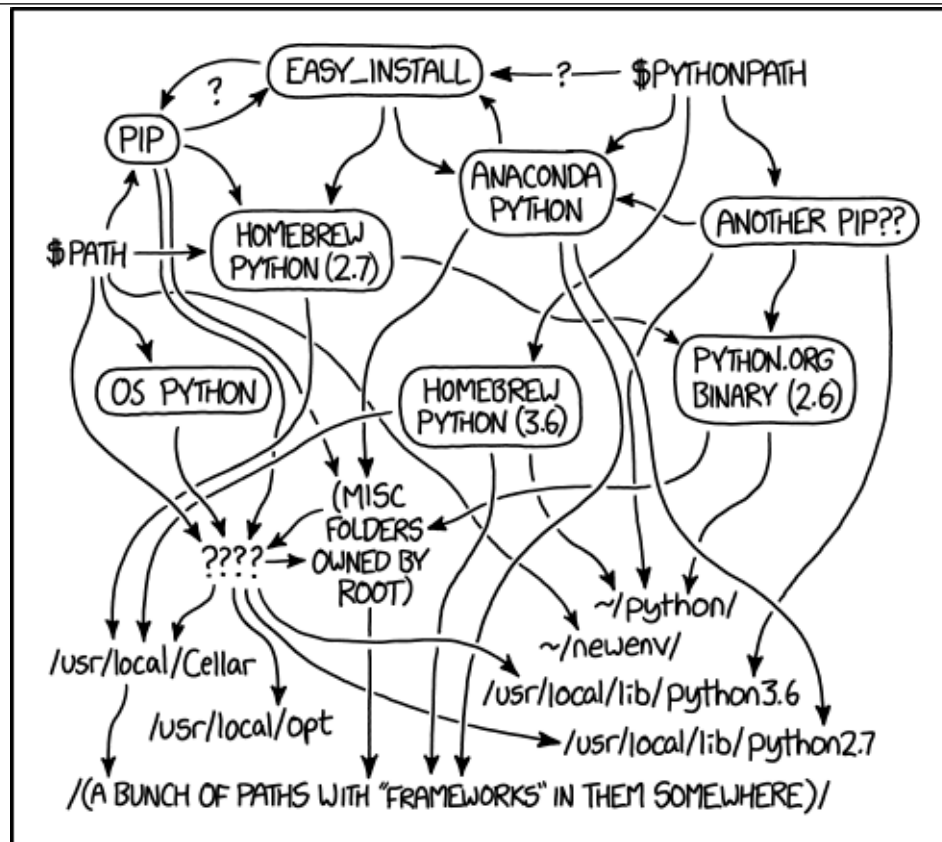 EASY_INSTALL
?
$PYTHONPATH
?
PIP
ANACONDA
PYTHON
ANOTHER PIP??
HOMEBREW
PYTHON (2.7)
$PATH
OS PYTHON
HOMEBREW
PYTHON (3.6)
PYTHON.ORG
BINARY (2.6)
(MISC
FOLDERS
OWNED BY
ROOT)
????
~/python/
~/newenv/
/usr/local/Cellar
/usr/local/lib/python3.6
/usr/local/opt
/usr/local/lib/python2.7
/(A BUNCH OF PATHS WITH "FRAMEWORKS" IN THEM SOMEWHERE)/